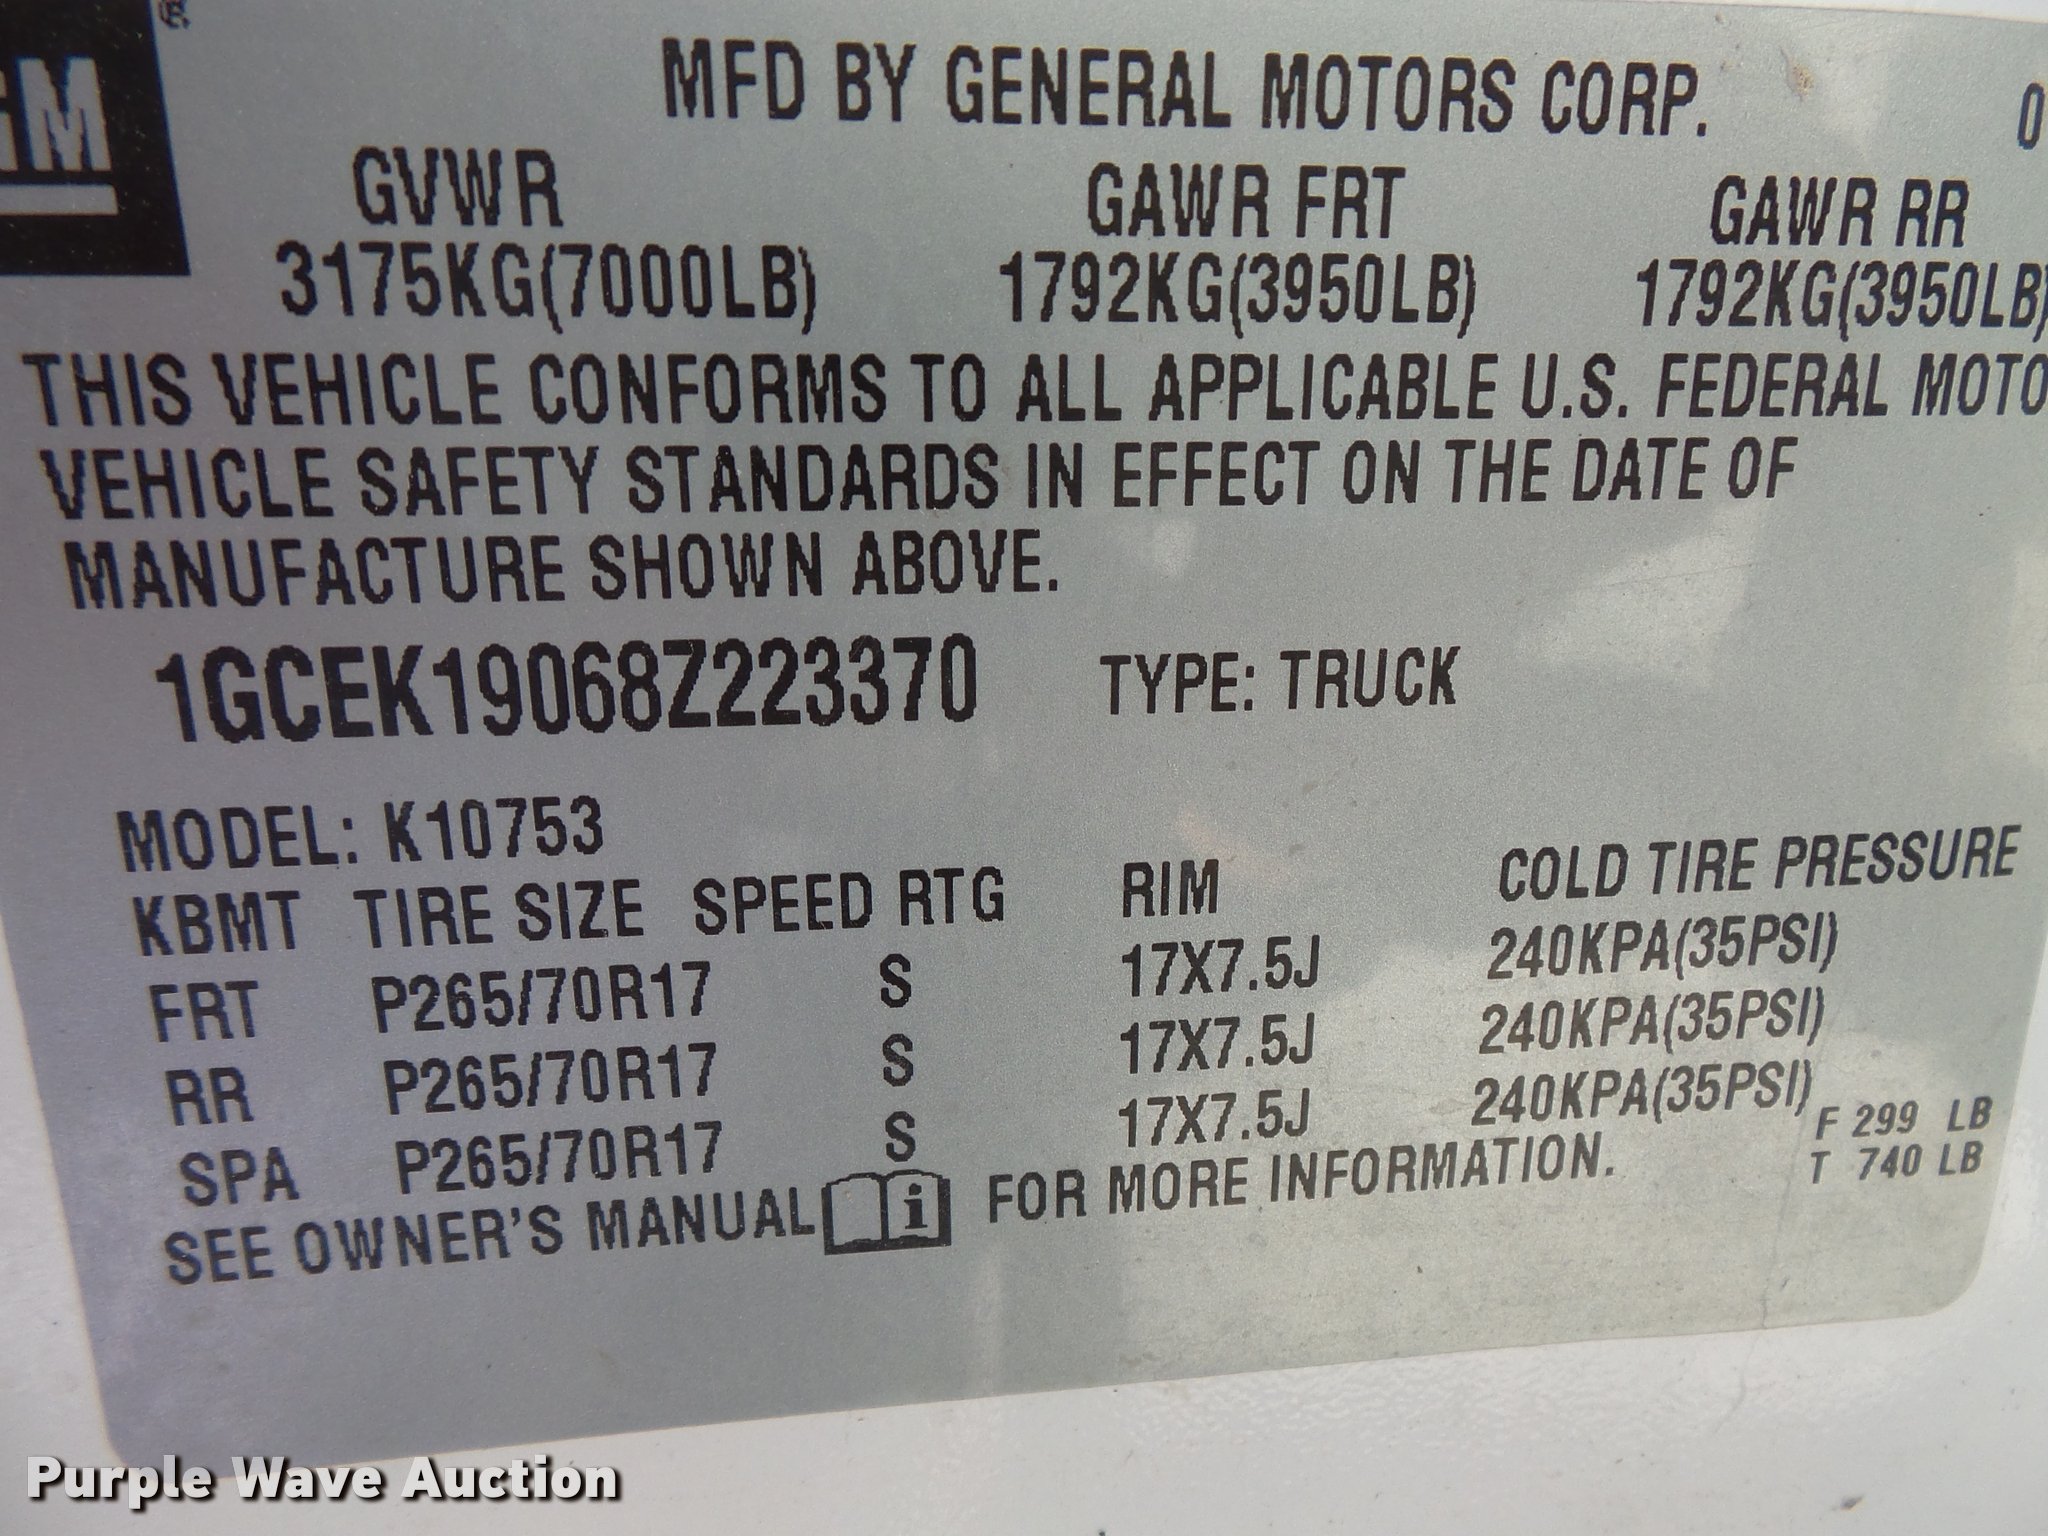 GM
®
MFD BY GENERAL MOTORS CORP. 0
GVWR GAWR FRT GAWR RR
3175KG(7000LB) 1792KG(3950LB) 1792KG(3950LB)
THIS VEHICLE CONFORMS TO ALL APPLICABLE U.S. FEDERAL MOTO
VEHICLE SAFETY STANDARDS IN EFFECT ON THE DATE OF
MANUFACTURE SHOWN ABOVE.
1GCEK19068Z223370 TYPE: TRUCK
MODEL: K10753
KBMT TIRE SIZE SPEED RTG RIM COLD TIRE PRESSURE
FRT P265/70R17 S 17X7.5J 240KPA(35PSI)
RR P265/70R17 S 17X7.5J 240KPA(35PSI)
SPA P265/70R17 S 17X7.5J 240KPA(35PSI)
SEE OWNER'S MANUAL i FOR MORE INFORMATION.
F 299 LB
T 740 LB
Purple Wave Auction